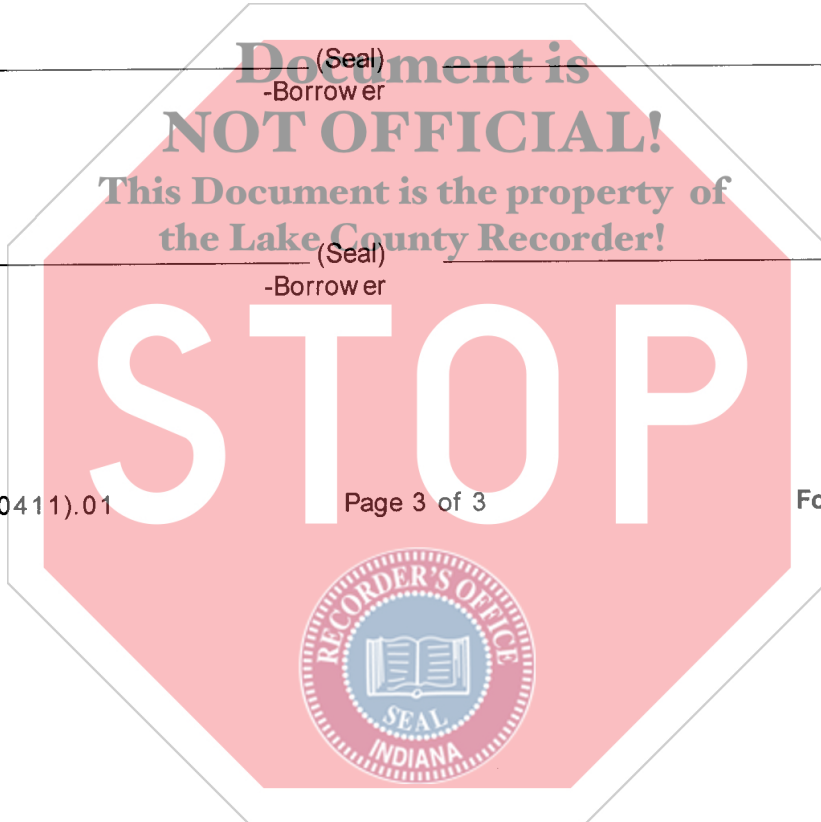 (Seal)
Document is
-Borrower
NOT OFFICIAL!
This Document is the property of
the Lake County Recorder!
(Seal)
-Borrower
STOP
0411).01 Page 3 of 3 Fo
RECORDER'S OFFICE
SEAL
INDIANA